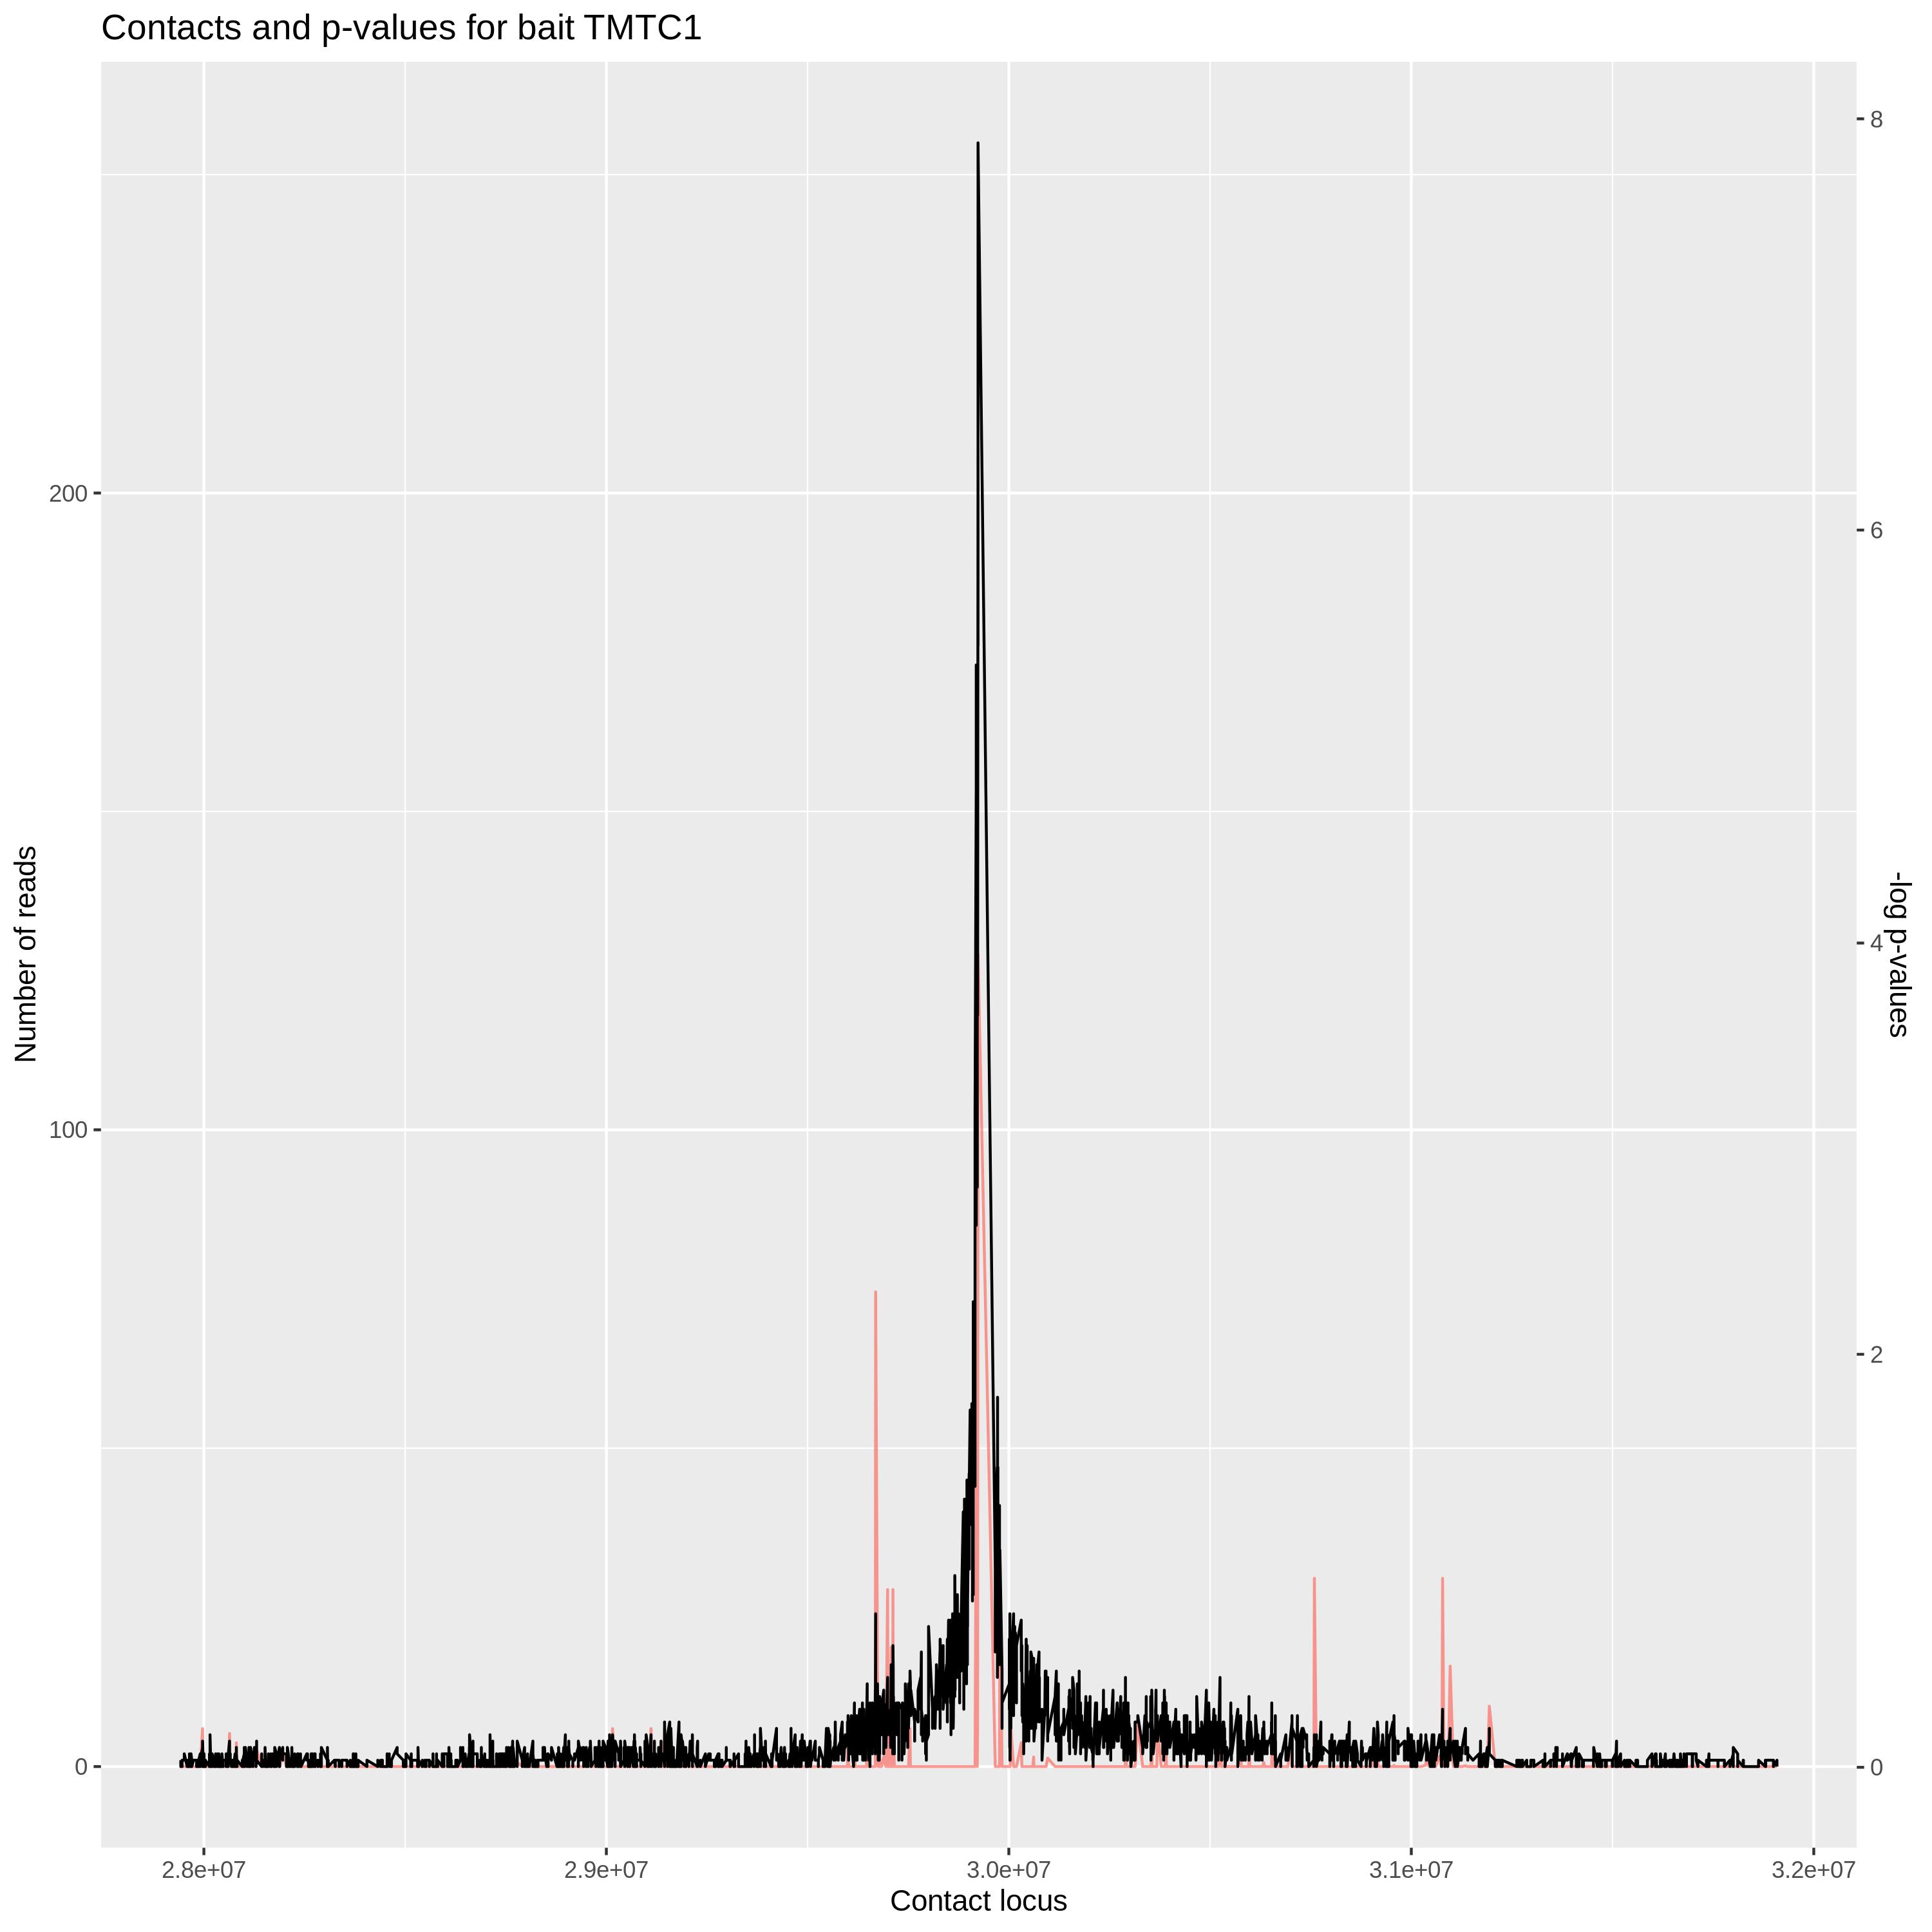 Contacts and p-values for bait TMTC1
8
200
6
Number of reads
-log p-values
4
100
2
0
0
2.8e+07
2.9e+07
3.0e+07
3.1e+07
3.2e+07
Contact locus